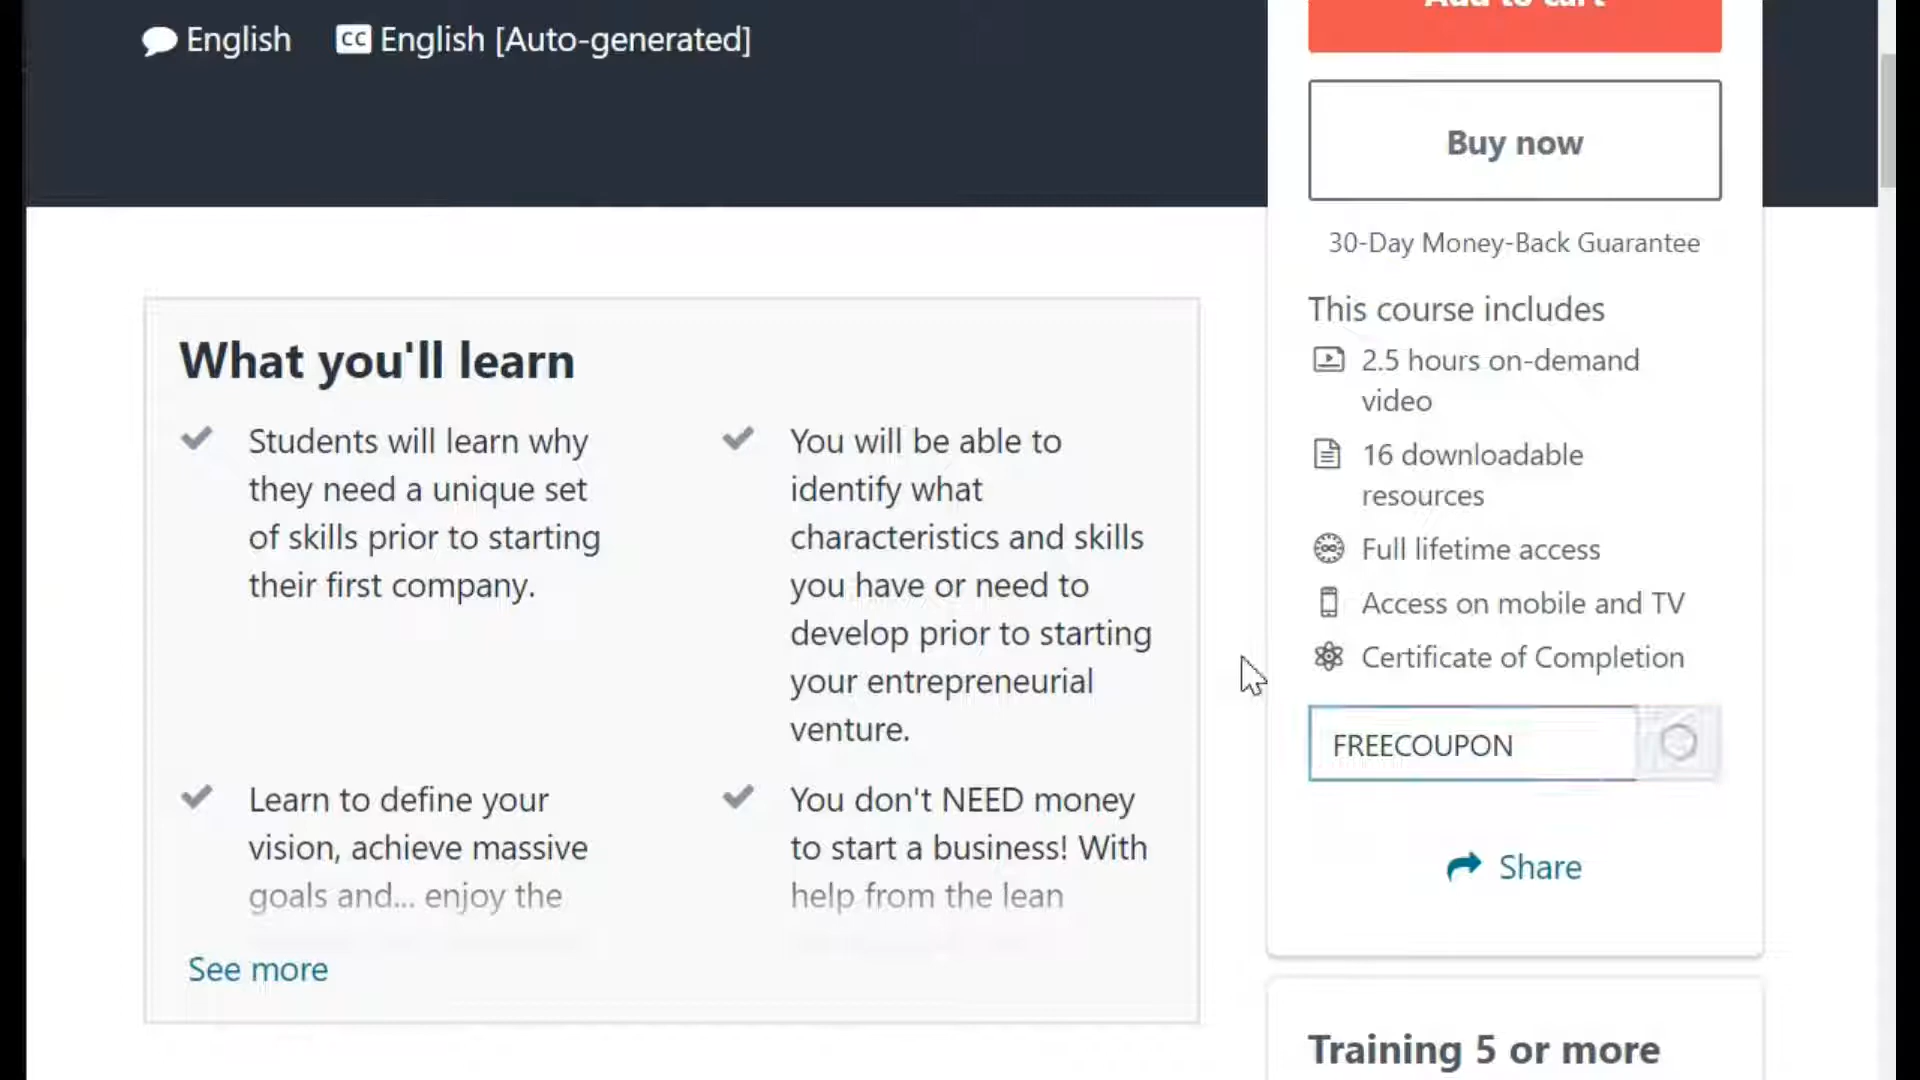 English
CC English [Auto-generated]
Add to cart
Buy now
30-Day Money-Back Guarantee
This course includes
2.5 hours on-demand
video
16 downloadable
resources
Full lifetime access
Access on mobile and TV
Certificate of Completion
FREECOUPON
Share
Training 5 or more
What you'll learn
Students will learn why
they need a unique set
of skills prior to starting
their first company.
You will be able to
identify what
characteristics and skills
you have or need to
develop prior to starting
your entrepreneurial
venture.
Learn to define your
vision, achieve massive
goals and... enjoy the
You don't NEED money
to start a business! With
help from the lean
See more